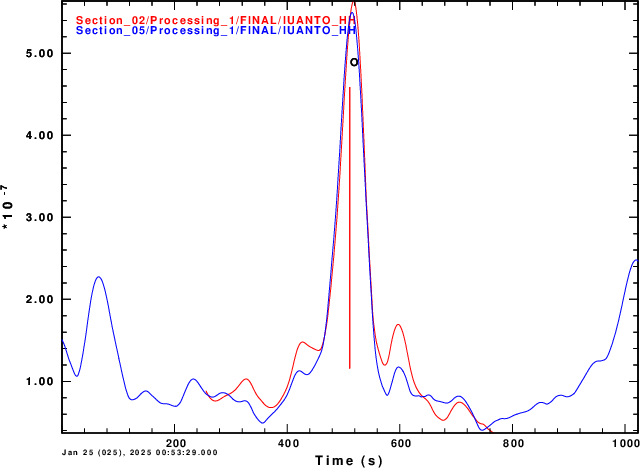 Section_02/Processing_1/FINAL/IUANTO_HH
Section_05/Processing_1/FINAL/IUANTO_HH
5.00
4.00
3.00
2.00
1.00
*10 -7
200
400
600
800
1000
Jan 25 (025), 2025 00:53:29.000
Time (s)